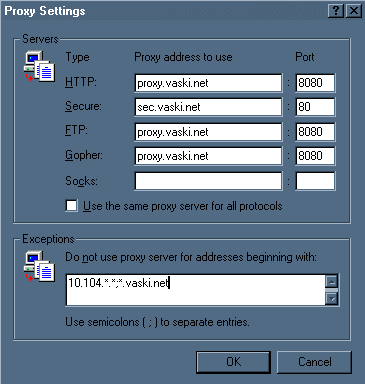 Proxy Settings
Servers
Type Proxy address to use Port
HTTP: proxy.vaski.net : 8080
Secure: sec.vaski.net : 80
FTP: proxy.vaski.net : 8080
Gopher: proxy.vaski.net : 8080
Socks: :
Use the same proxy server for all protocols
Exceptions
Do not use proxy server for addresses beginning with:
10.104.*.*;*.vaski.net
Use semicolons ( ; ) to separate entries.
OK Cancel